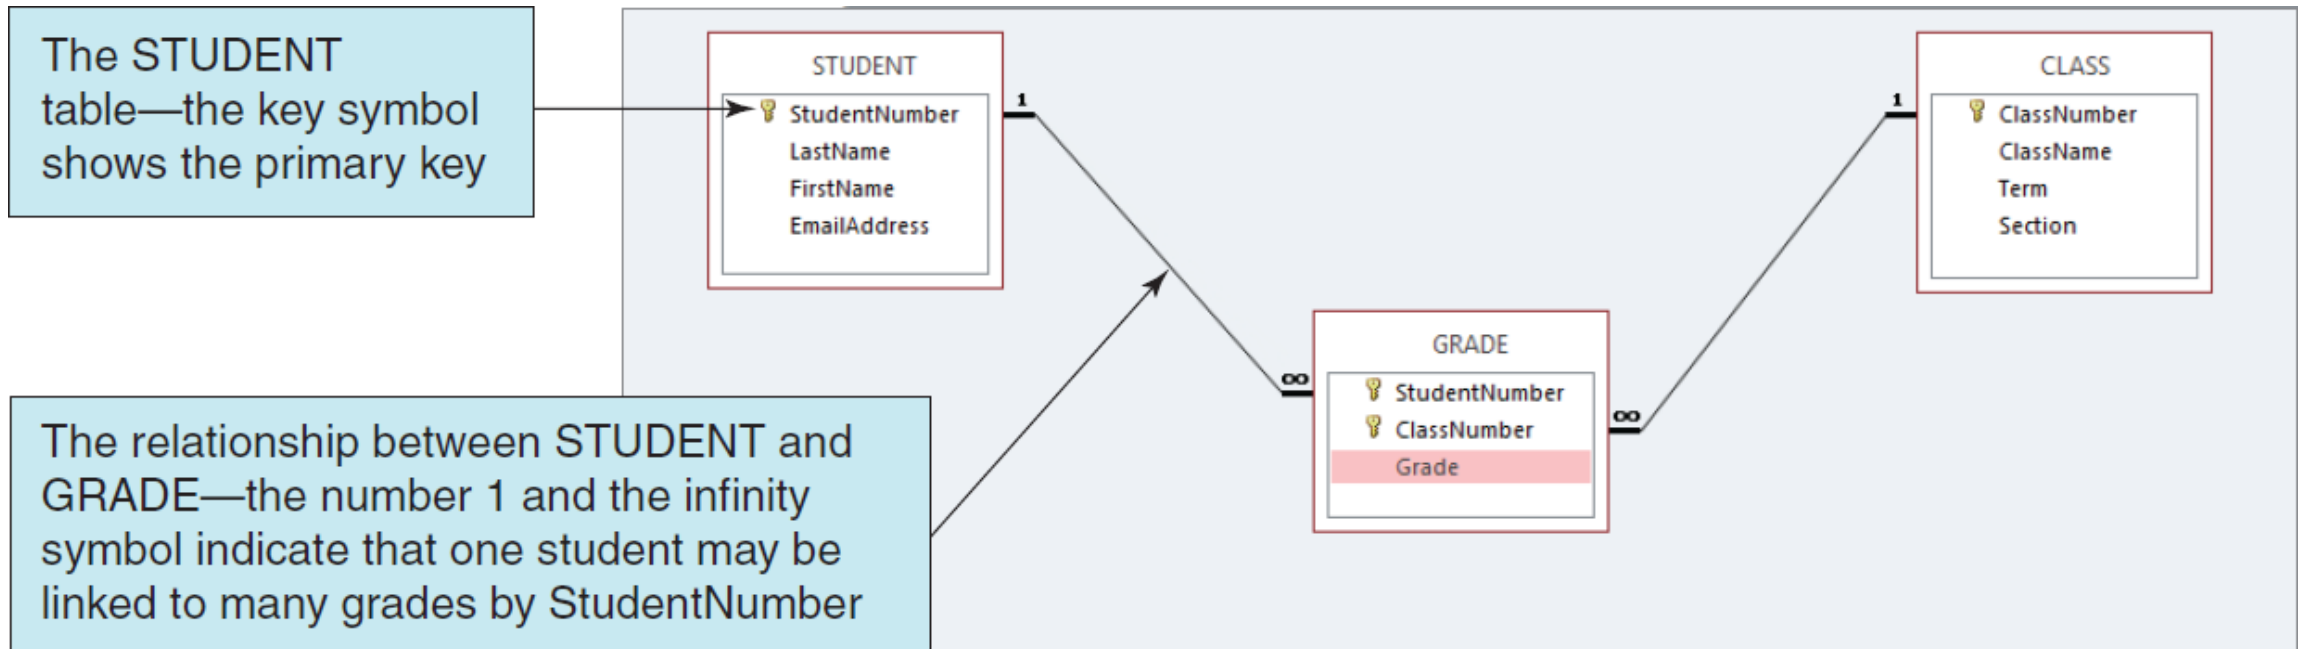 The STUDENT
table—the key symbol
shows the primary key
STUDENT
StudentNumber
LastName
FirstName
EmailAddress
1
∞
The relationship between STUDENT and
GRADE—the number 1 and the infinity
symbol indicate that one student may be
linked to many grades by StudentNumber
GRADE
StudentNumber
ClassNumber
Grade
∞
1
CLASS
ClassNumber
ClassName
Term
Section